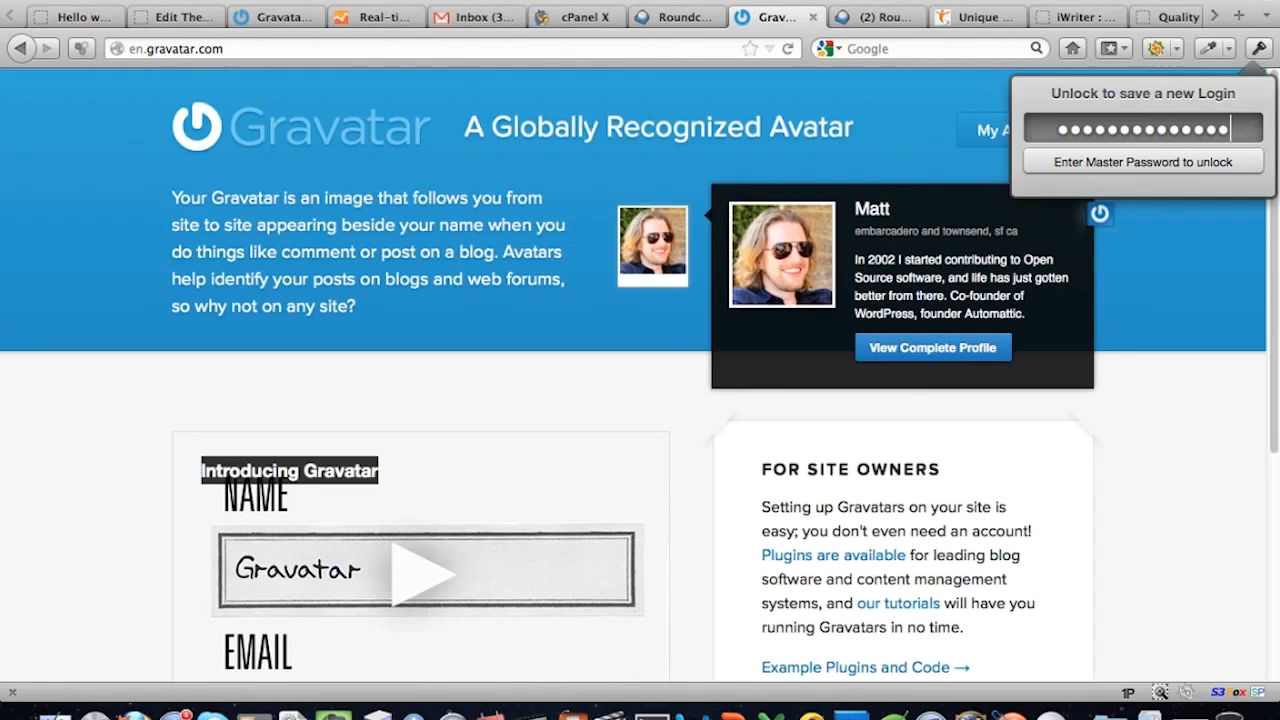 Hello w...
Edit The...
Gravata...
Real-ti...
Inbox (3...
cPanel X
Roundc...
Grav...
(2) Rou...
Unique ...
iWriter : ...
Quality
en.gravatar.com
Google
Unlock to save a new Login
Enter Master Password to unlock
Gravatar
A Globally Recognized Avatar
My A
Your Gravatar is an image that follows you from
site to site appearing beside your name when you
do things like comment or post on a blog. Avatars
help identify your posts on blogs and web forums,
so why not on any site?
Matt
embarcadero and townsend, sf ca
In 2002 I started contributing to Open
Source software, and life has just gotten
better from there. Co-founder of
WordPress, founder Automattic.
View Complete Profile
Introducing Gravatar
NAME
Gravatar
EMAIL
FOR SITE OWNERS
Setting up Gravatars on your site is
easy; you don't even need an account!
Plugins are available for leading blog
software and content management
systems, and our tutorials will have you
running Gravatars in no time.
Example Plugins and Code →
1P
S3Fox
SP